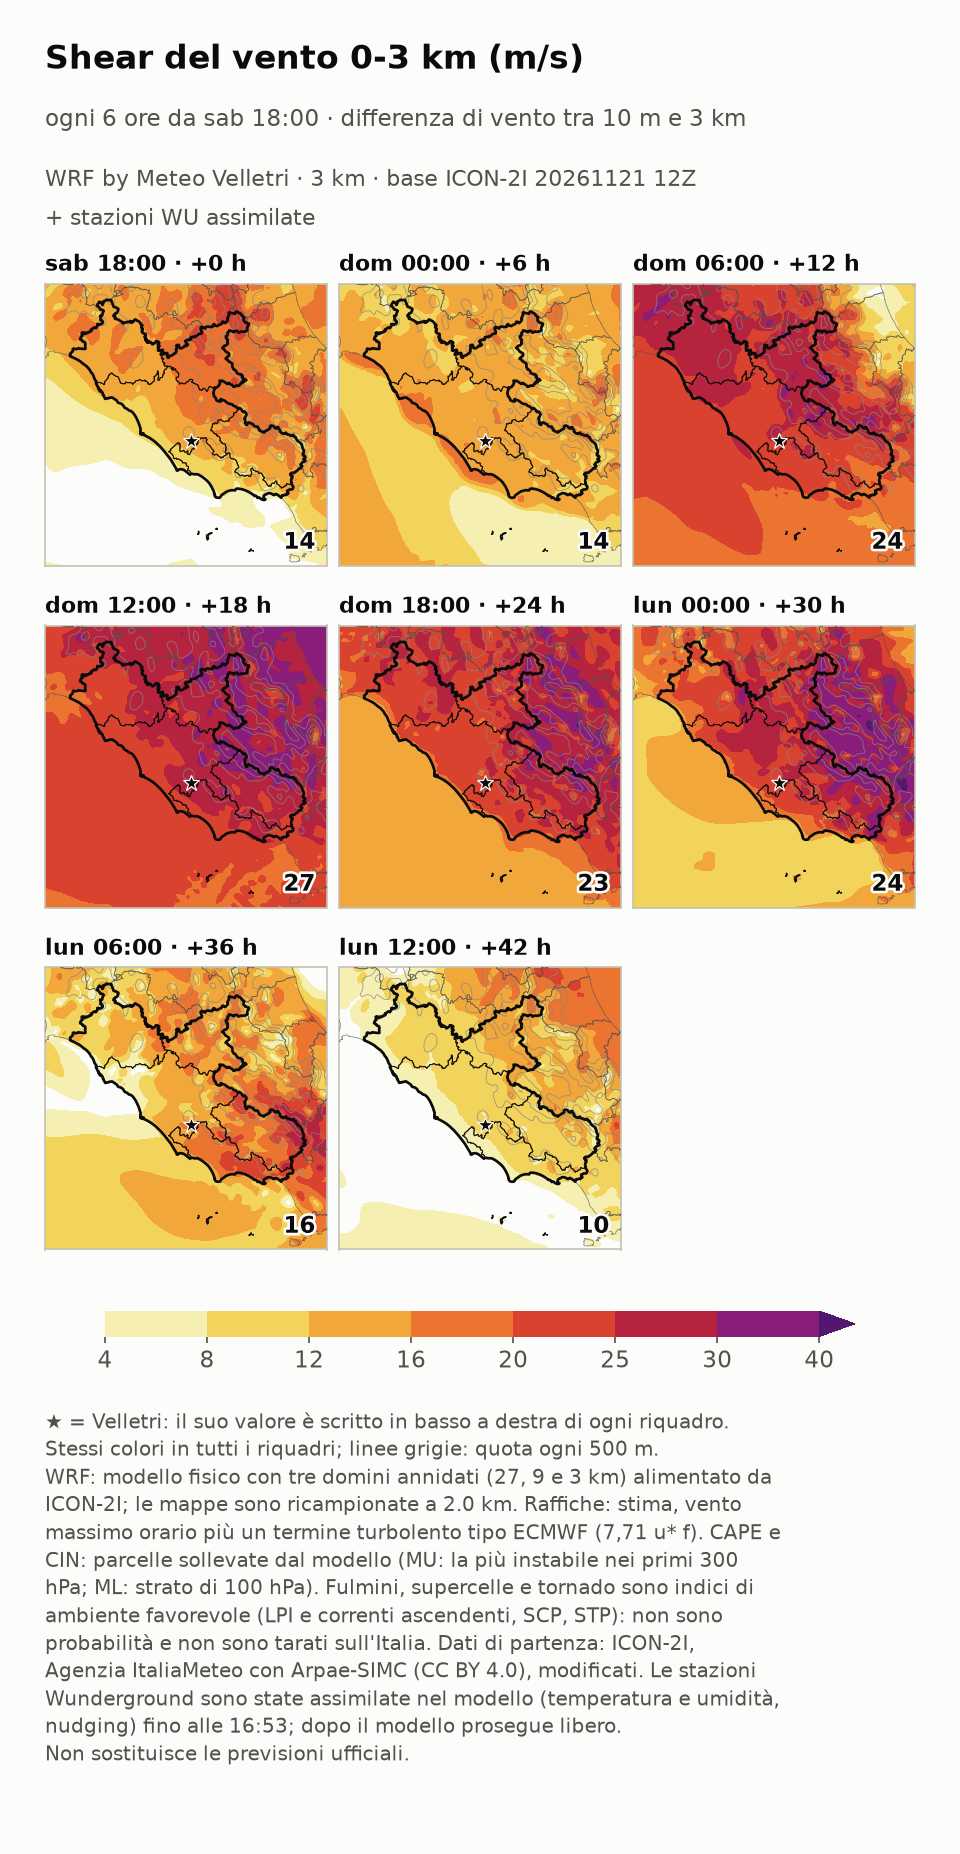 Shear del vento 0-3 km (m/s)
ogni 6 ore da sab 18:00 · differenza di vento tra 10 m e 3 km
WRF by Meteo Velletri · 3 km · base ICON-2I 20261121 12Z
+ stazioni WU assimilate
sab 18:00 · +0 h
dom 00:00 · +6 h
dom 06:00 · +12 h
14
14
24
dom 12:00 · +18 h
dom 18:00 · +24 h
lun 00:00 · +30 h
27
23
24
lun 06:00 · +36 h
lun 12:00 · +42 h
16
10
4 8 12 16 20 25 30 40
★ = Velletri: il suo valore è scritto in basso a destra di ogni riquadro.
Stessi colori in tutti i riquadri; linee grigie: quota ogni 500 m.
WRF: modello fisico con tre domini annidati (27, 9 e 3 km) alimentato da
ICON-2I; le mappe sono ricampionate a 2.0 km. Raffiche: stima, vento
massimo orario più un termine turbolento tipo ECMWF (7,71 u* f). CAPE e
CIN: parcelle sollevate dal modello (MU: la più instabile nei primi 300
hPa; ML: strato di 100 hPa). Fulmini, supercelle e tornado sono indici di
ambiente favorevole (LPI e correnti ascendenti, SCP, STP): non sono
probabilità e non sono tarati sull'Italia. Dati di partenza: ICON-2I,
Agenzia ItaliaMeteo con Arpae-SIMC (CC BY 4.0), modificati. Le stazioni
Wunderground sono state assimilate nel modello (temperatura e umidità,
nudging) fino alle 16:53; dopo il modello prosegue libero.
Non sostituisce le previsioni ufficiali.